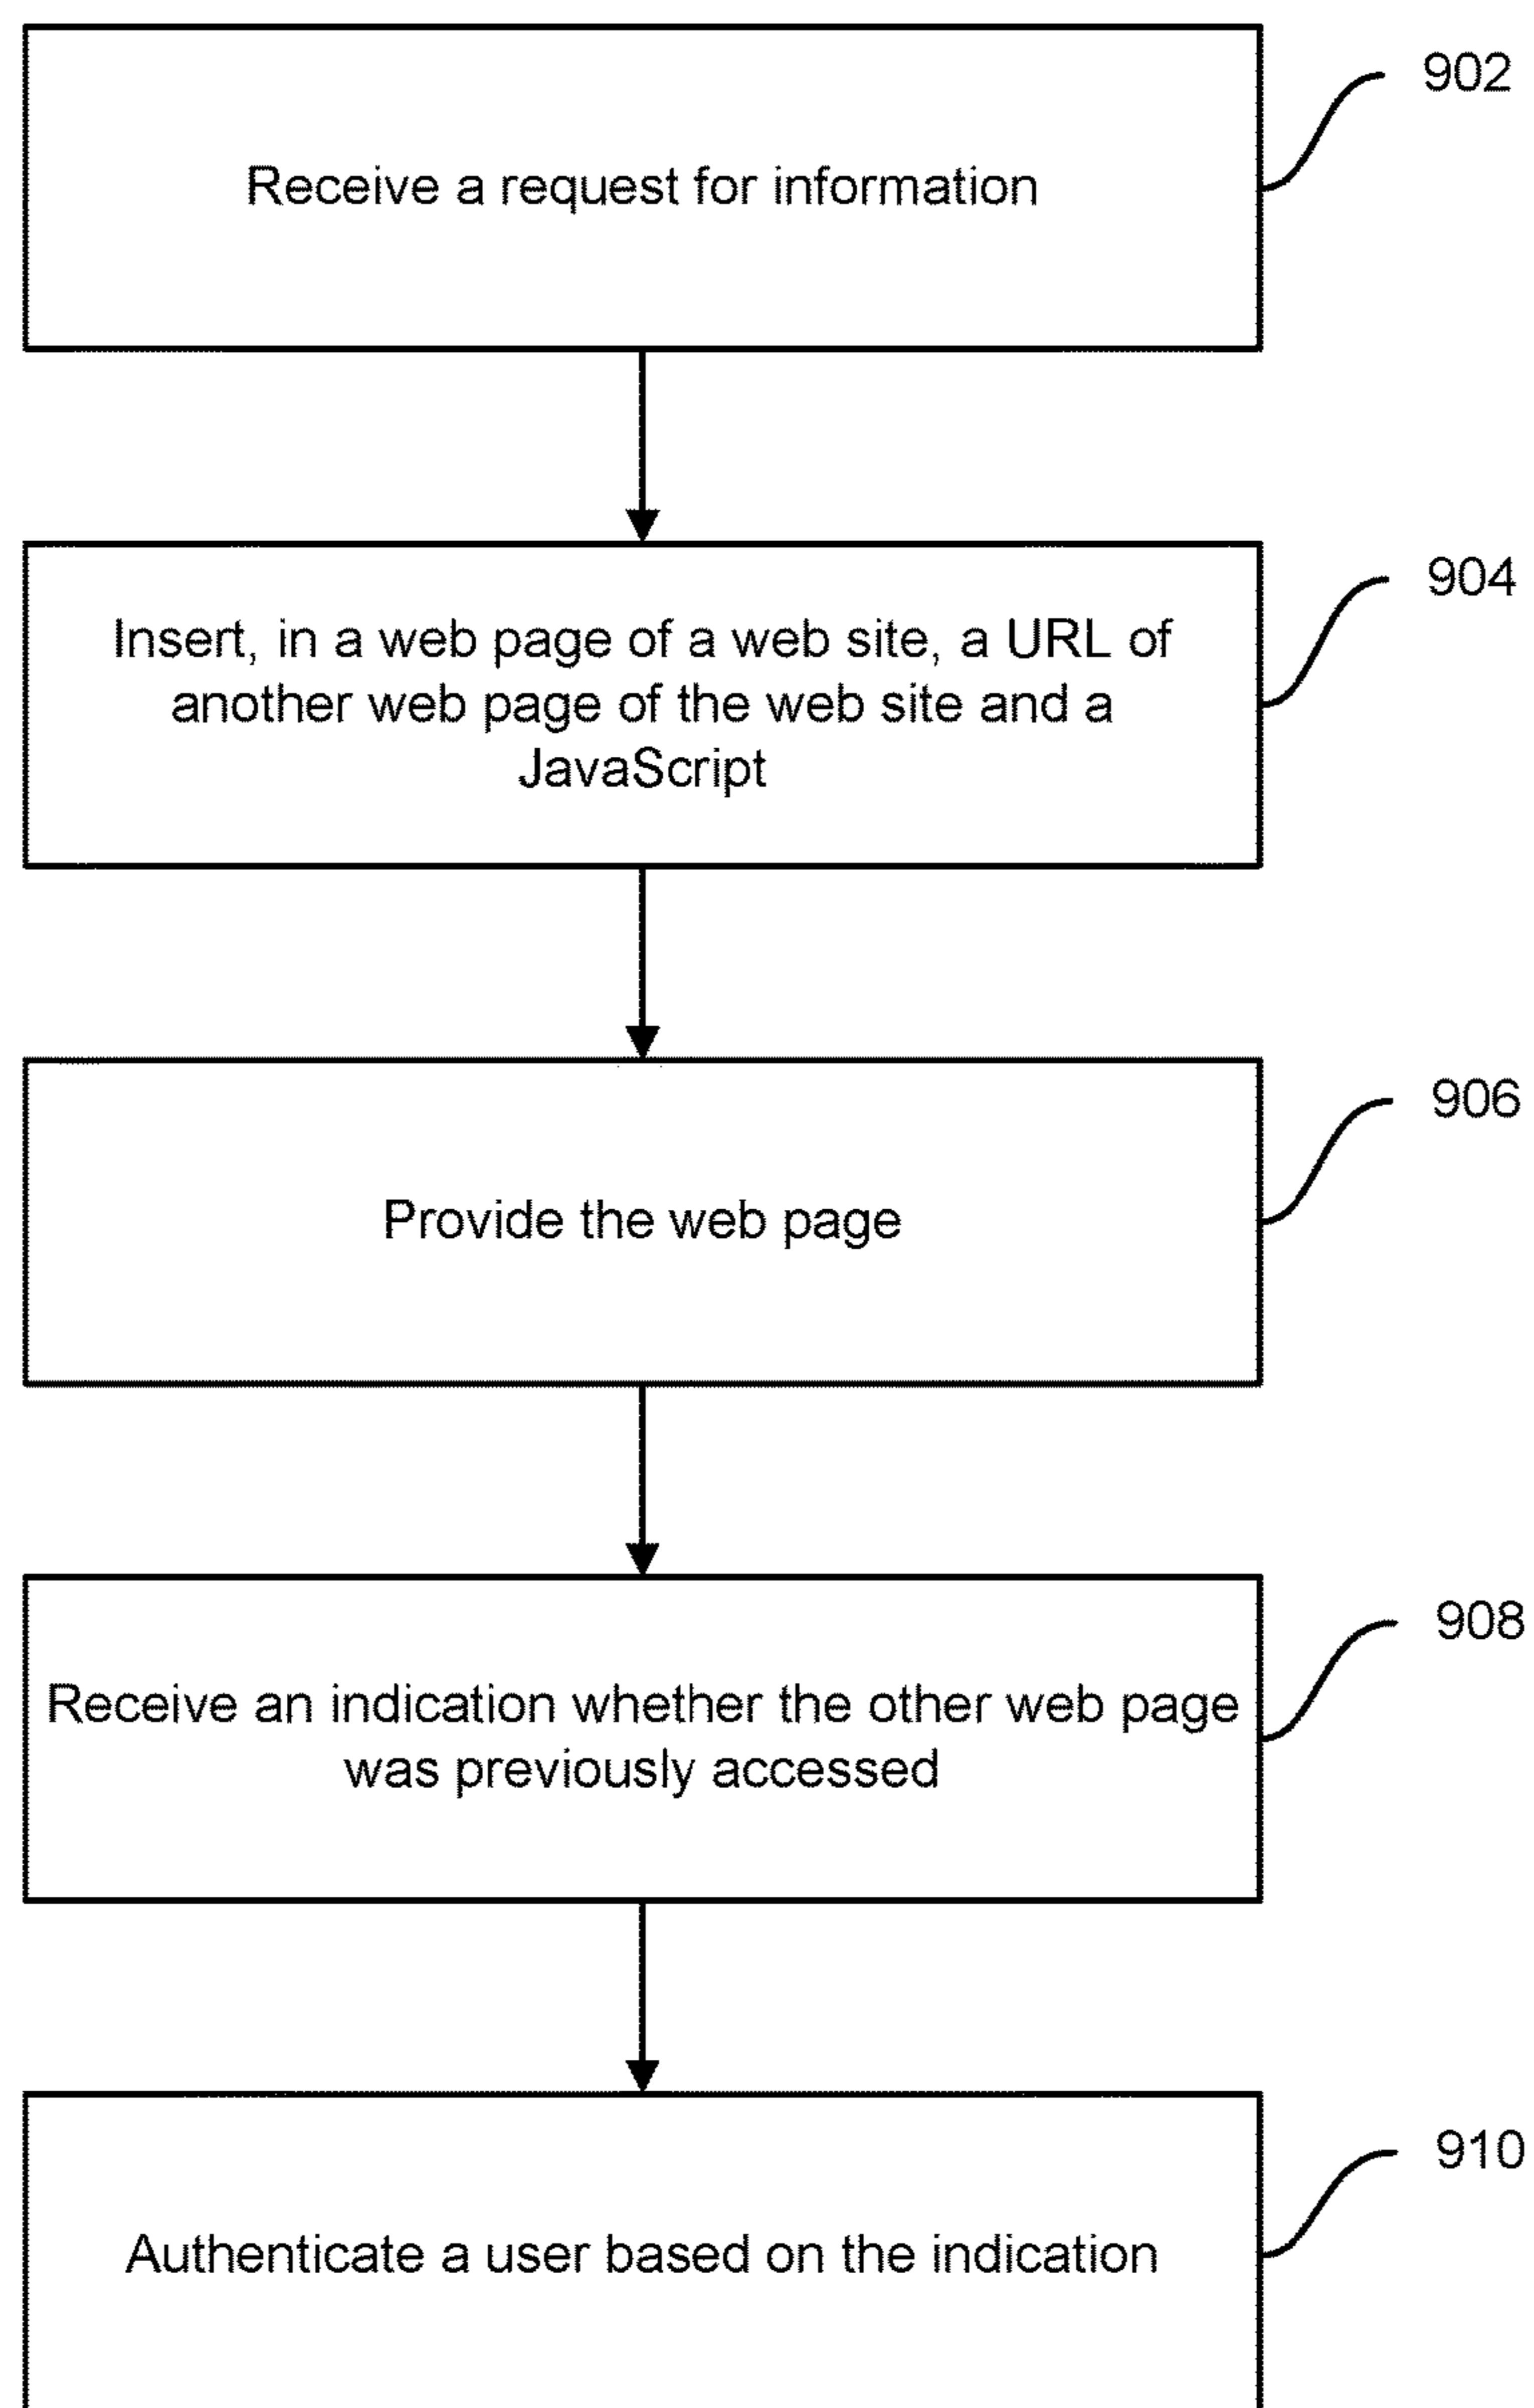 902
Receive a request for information
904
Insert, in a web page of a web site, a URL of
another web page of the web site and a
JavaScript
906
Provide the web page
908
Receive an indication whether the other web page
was previously accessed
910
Authenticate a user based on the indication